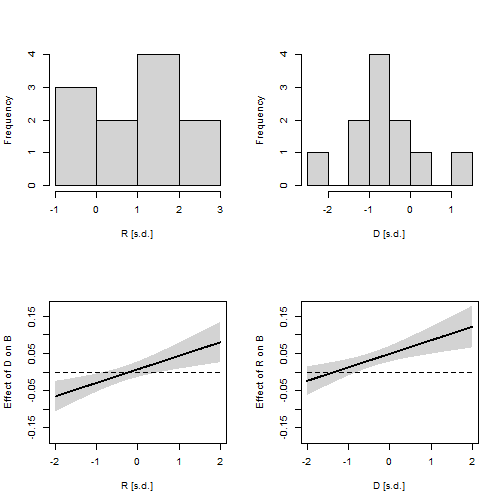 Frequency
4
3
2
1
0
-1 0 1 2 3
R [s.d.]
Frequency
4
3
2
1
0
-2 -1 0 1
D [s.d.]
Effect of D on B
0.15
0.05
-0.05
-0.15
-2 -1 0 1 2
R [s.d.]
Effect of R on B
0.15
0.05
-0.05
-0.15
-2 -1 0 1 2
D [s.d.]